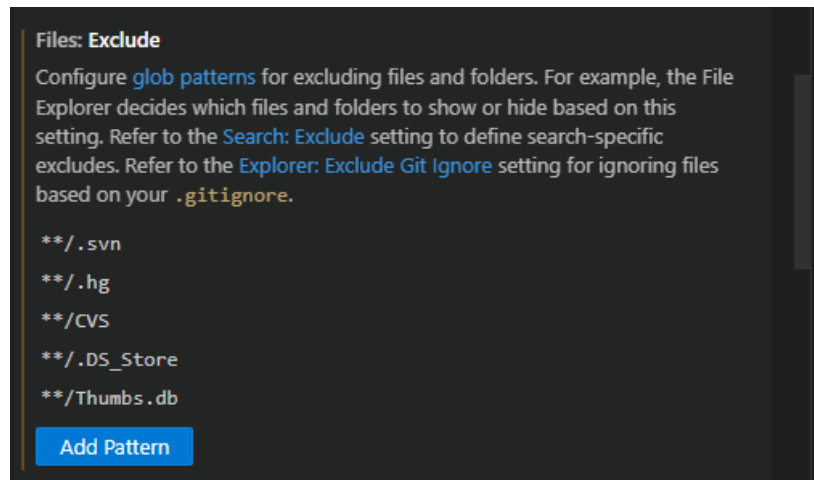 Files: Exclude
Configure glob patterns for excluding files and folders. For example, the File
Explorer decides which files and folders to show or hide based on this
setting. Refer to the Search: Exclude setting to define search-specific
excludes. Refer to the Explorer: Exclude Git Ignore setting for ignoring files
based on your .gitignore.
**/.svn
**/.hg
**/CVS
**/.DS_Store
**/Thumbs.db
Add Pattern